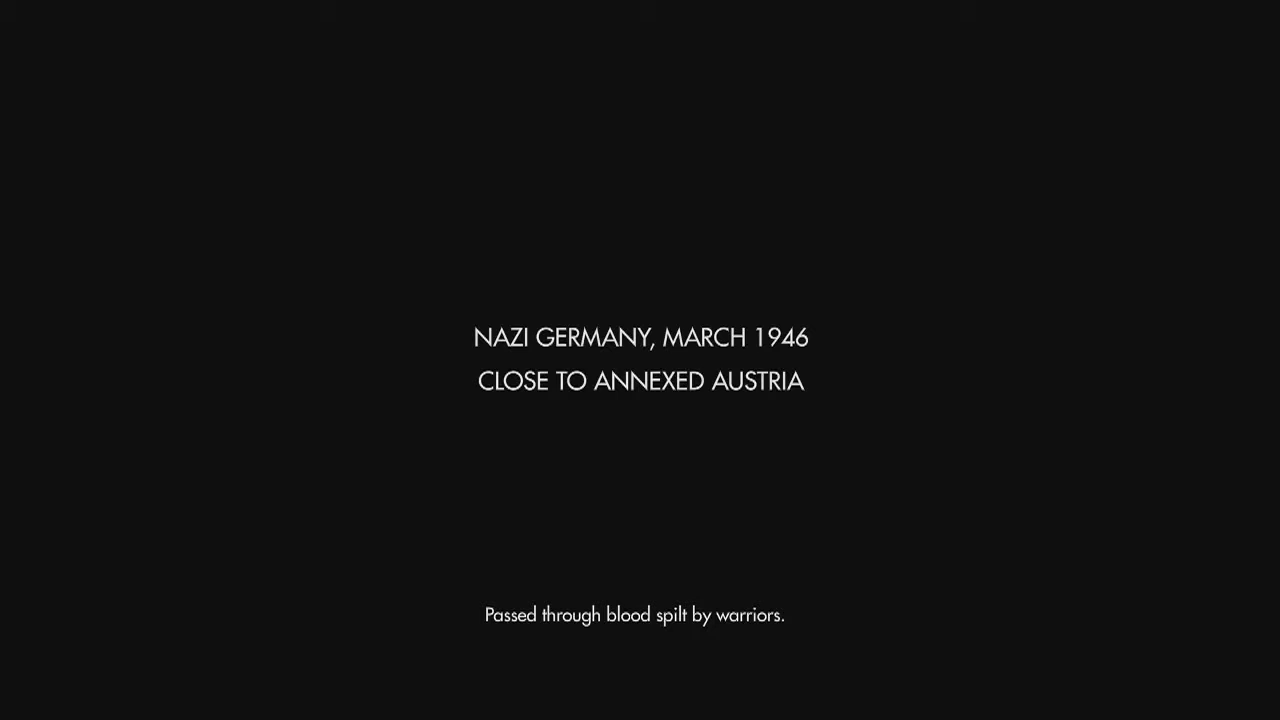 NAZI GERMANY, MARCH 1946
CLOSE TO ANNEXED AUSTRIA
Passed through blood spilt by warriors.